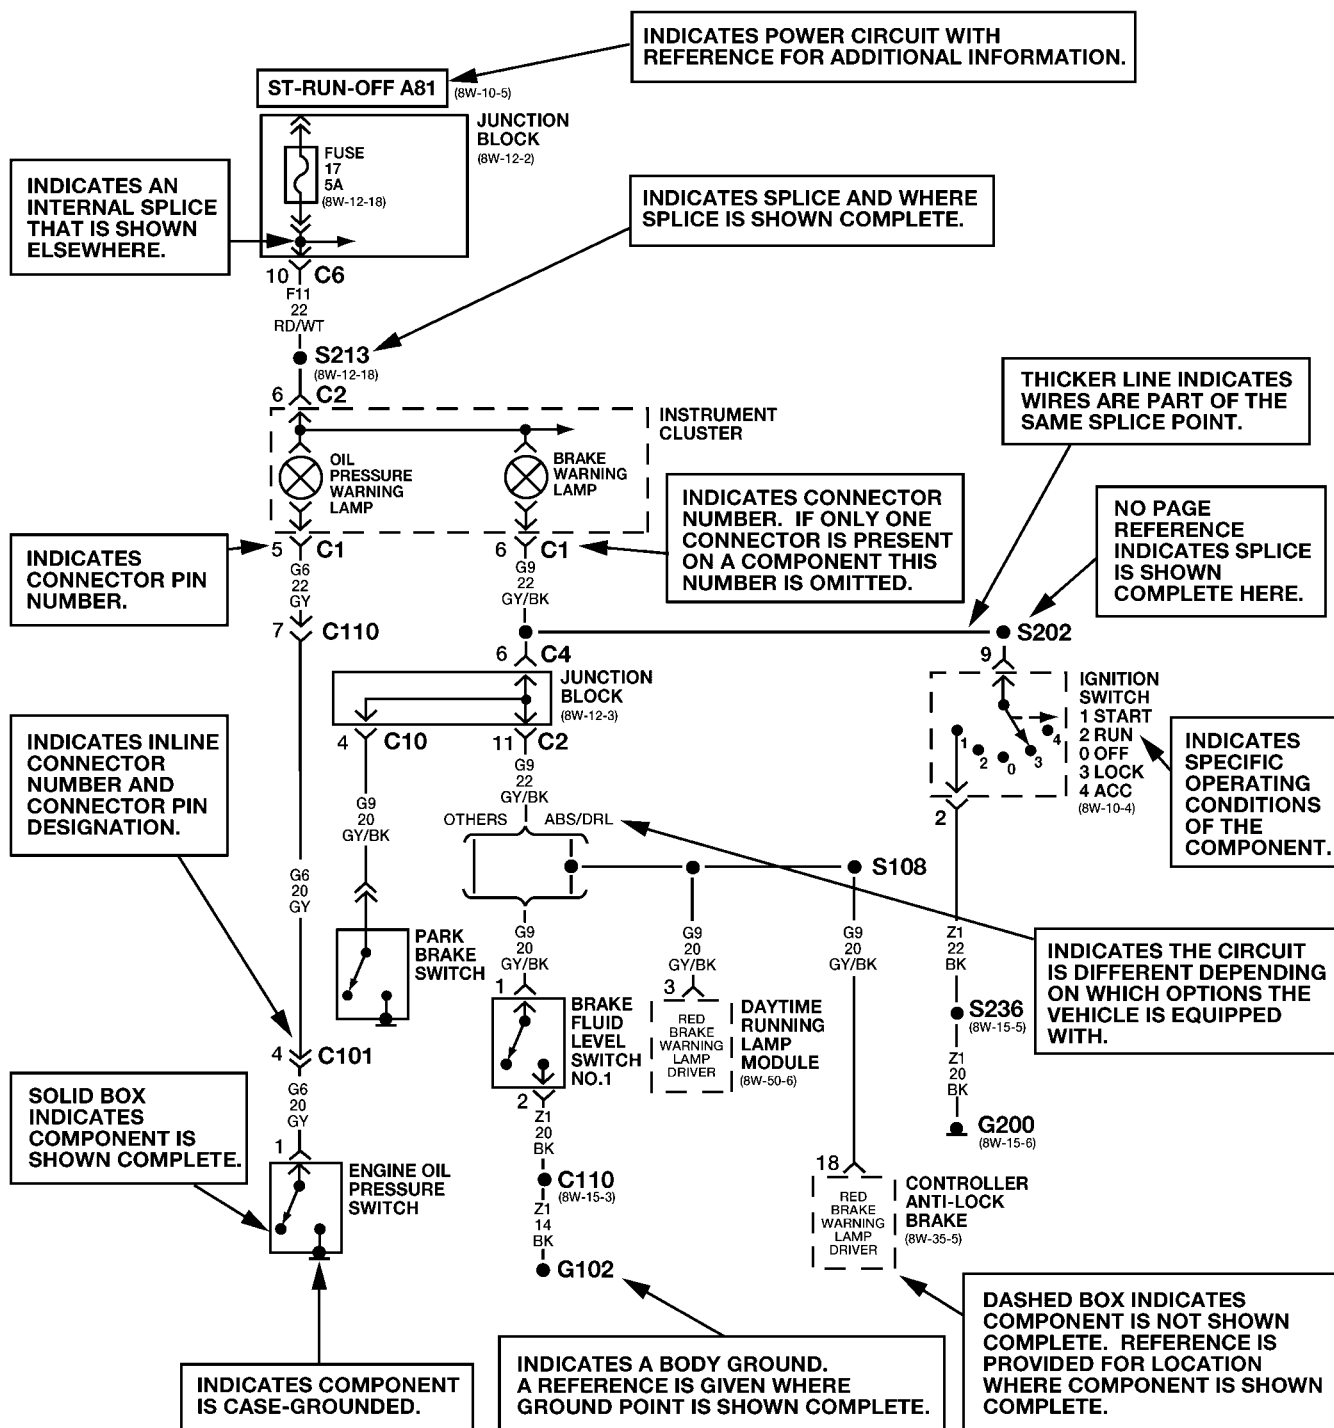 INDICATES POWER CIRCUIT WITH
REFERENCE FOR ADDITIONAL INFORMATION.
ST-RUN-OFF A81
(8W-10-5)
JUNCTION
BLOCK
(8W-12-2)
FUSE
17
5A
(8W-12-18)
INDICATES AN
INTERNAL SPLICE
THAT IS SHOWN
ELSEWHERE.
INDICATES SPLICE AND WHERE
SPLICE IS SHOWN COMPLETE.
10 C6
F11
22
RD/WT
S213
(8W-12-18)
6 C2
INSTRUMENT
CLUSTER
OIL
PRESSURE
WARNING
LAMP
BRAKE
WARNING
LAMP
THICKER LINE INDICATES
WIRES ARE PART OF THE
SAME SPLICE POINT.
INDICATES CONNECTOR
NUMBER. IF ONLY ONE
CONNECTOR IS PRESENT
ON A COMPONENT THIS
NUMBER IS OMITTED.
NO PAGE
REFERENCE
INDICATES SPLICE
IS SHOWN
COMPLETE HERE.
INDICATES
CONNECTOR PIN
NUMBER.
5 C1
G6
22
GY
6 C1
G9
22
GY/BK
7 C110
S202
6 C4
9
JUNCTION
BLOCK
(8W-12-3)
IGNITION
SWITCH
1 START
2 RUN
0 OFF
3 LOCK
4 ACC
(8W-10-4)
1
2
0
3
4
INDICATES
SPECIFIC
OPERATING
CONDITIONS
OF THE
COMPONENT.
INDICATES INLINE
CONNECTOR
NUMBER AND
CONNECTOR PIN
DESIGNATION.
4 C10
11 C2
G9
22
GY/BK
G9
20
GY/BK
OTHERS
ABS/DRL
2
S108
G6
20
GY
G9
20
GY/BK
G9
20
GY/BK
G9
20
GY/BK
Z1
22
BK
PARK
BRAKE
SWITCH
INDICATES THE CIRCUIT
IS DIFFERENT DEPENDING
ON WHICH OPTIONS THE
VEHICLE IS EQUIPPED
WITH.
1
BRAKE
FLUID
LEVEL
SWITCH
NO.1
3
RED
BRAKE
WARNING
LAMP
DRIVER
DAYTIME
RUNNING
LAMP
MODULE
(8W-50-6)
S236
(8W-15-5)
Z1
20
BK
4 C101
G6
20
GY
SOLID BOX
INDICATES
COMPONENT IS
SHOWN COMPLETE.
2
Z1
20
BK
G200
(8W-15-6)
1
ENGINE OIL
PRESSURE
SWITCH
C110
(8W-15-3)
Z1
14
BK
G102
18
RED
BRAKE
WARNING
LAMP
DRIVER
CONTROLLER
ANTI-LOCK
BRAKE
(8W-35-5)
DASHED BOX INDICATES
COMPONENT IS NOT SHOWN
COMPLETE. REFERENCE IS
PROVIDED FOR LOCATION
WHERE COMPONENT IS SHOWN
COMPLETE.
INDICATES A BODY GROUND.
A REFERENCE IS GIVEN WHERE
GROUND POINT IS SHOWN COMPLETE.
INDICATES COMPONENT
IS CASE-GROUNDED.